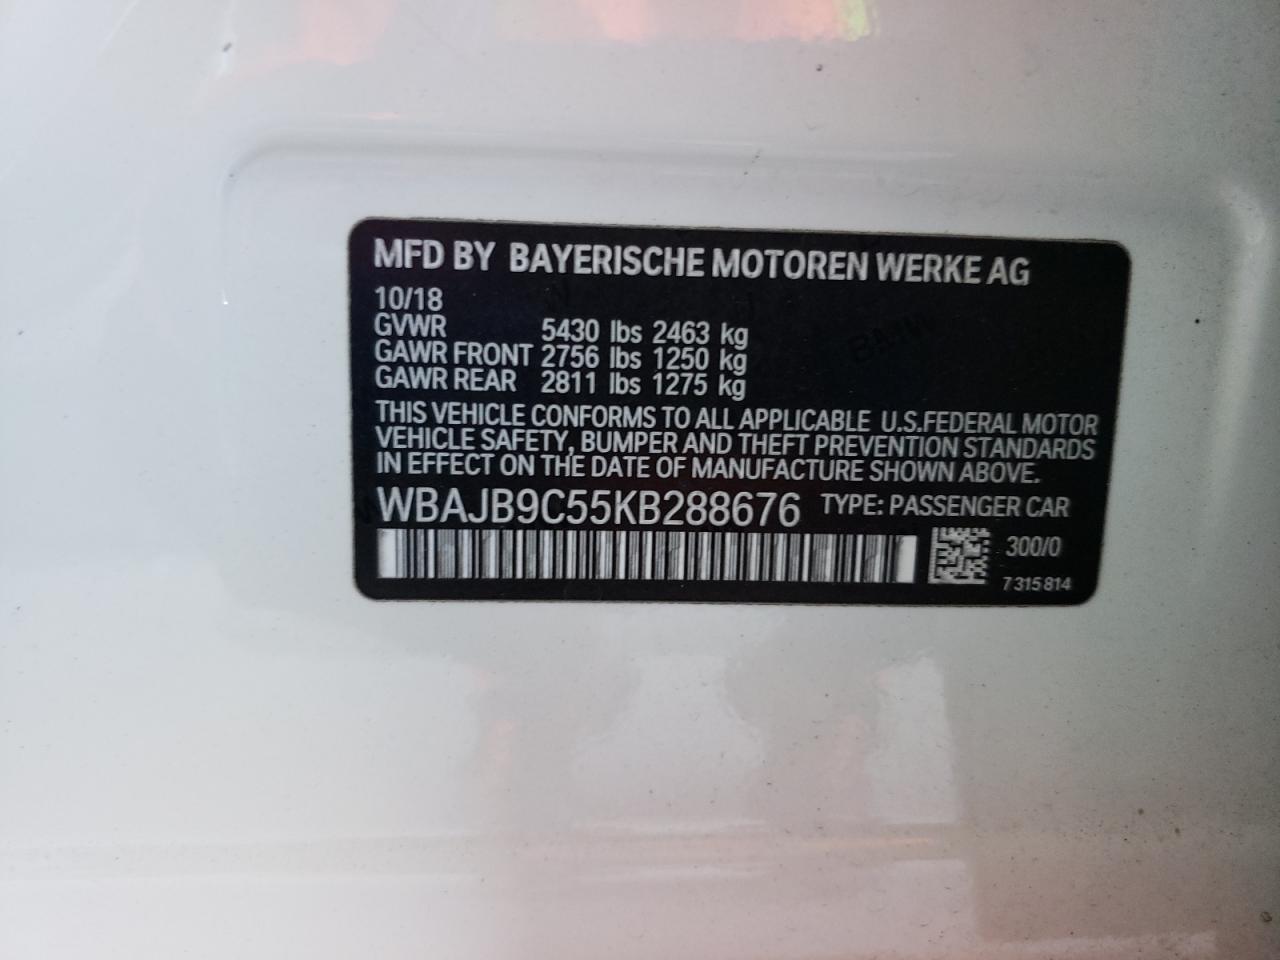 MFD BY BAYERISCHE MOTOREN WERKE AG
10/18
GVWR 5430 lbs 2463 kg
GAWR FRONT 2756 lbs 1250 kg
GAWR REAR 2811 lbs 1275 kg
THIS VEHICLE CONFORMS TO ALL APPLICABLE U.S.FEDERAL MOTOR
VEHICLE SAFETY, BUMPER AND THEFT PREVENTION STANDARDS
IN EFFECT ON THE DATE OF MANUFACTURE SHOWN ABOVE.
WBAJB9C55KB288676 TYPE: PASSENGER CAR
300/0
7 315 814
BMW